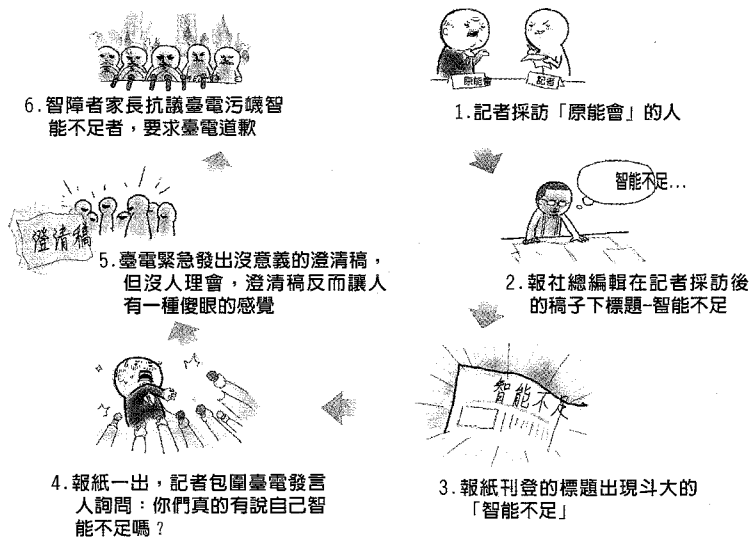 原能會
記者
1.記者採訪「原能會」的人
智能不足...
2.報社總編輯在記者採訪後
的稿子下標題~智能不足
智能不足
3.報紙刊登的標題出現斗大的
「智能不足」
4.報紙一出，記者包圍臺電發言
人詢問：你們真的有說自己智
能不足嗎？
澄清稿
5.臺電緊急發出沒意義的澄清稿，
但沒人理會，澄清稿反而讓人
有一種傻眼的感覺
6.智障者家長抗議臺電污衊智
能不足者，要求臺電道歉